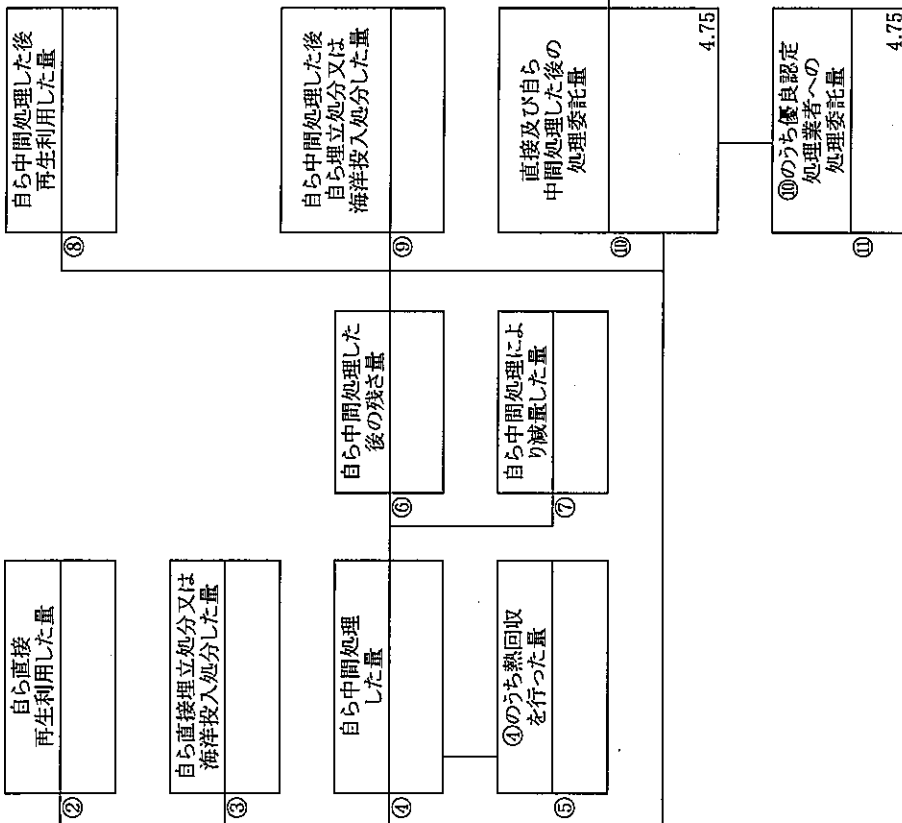 ②
自ら直接
再生利用した量
③
自ら直接埋立処分又は
海洋投入処分した量
④
自ら中間処理
した量
⑤
④のうち熱回収
を行った量
⑥
自ら中間処理した
後の残さ量
⑦
自ら中間処理によ
り減量した量
⑧
自ら中間処理した後
再生利用した量
⑨
自ら中間処理した後
自ら埋立処分又は
海洋投入処分した量
⑩
直接及び自ら
中間処理した後の
処理委託量
4.75
⑪
⑩のうち優良認定
処理業者への
処理委託量
4.75